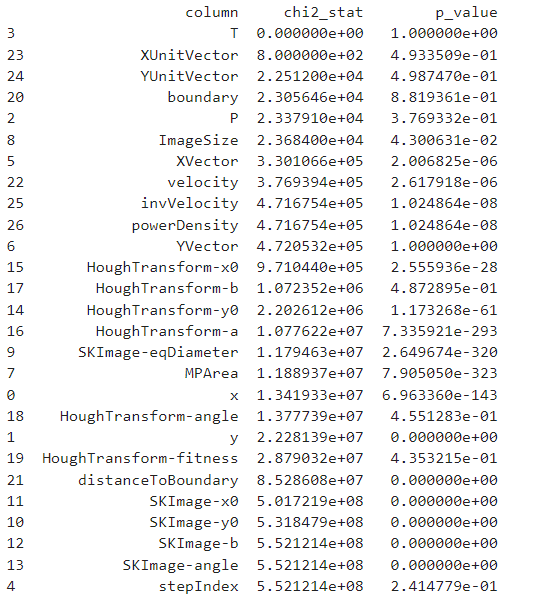 column chi2_stat p_value
3 T 0.000000e+00 1.000000e+00
23 XUnitVector 8.000000e+02 4.933509e-01
24 YUnitVector 2.251200e+04 4.987470e-01
20 boundary 2.305646e+04 8.819361e-01
2 P 2.337910e+04 3.769332e-01
8 ImageSize 2.368400e+04 4.300631e-02
5 XVector 3.301066e+05 2.006825e-06
22 velocity 3.769394e+05 2.617918e-06
25 invVelocity 4.716754e+05 1.024864e-08
26 powerDensity 4.716754e+05 1.024864e-08
6 YVector 4.720532e+05 1.000000e+00
15 HoughTransform-x0 9.710440e+05 2.555936e-28
17 HoughTransform-b 1.072352e+06 4.872895e-01
14 HoughTransform-y0 2.202612e+06 1.173268e-61
16 HoughTransform-a 1.077622e+07 7.335921e-293
9 SKImage-eqDiameter 1.179463e+07 2.649674e-320
7 MPArea 1.188937e+07 7.905050e-323
0 x 1.341933e+07 6.963360e-143
18 HoughTransform-angle 1.377739e+07 4.551283e-01
1 y 2.228139e+07 0.000000e+00
19 HoughTransform-fitness 2.879032e+07 4.353215e-01
21 distanceToBoundary 8.528608e+07 0.000000e+00
11 SKImage-x0 5.017219e+08 0.000000e+00
10 SKImage-y0 5.318479e+08 0.000000e+00
12 SKImage-b 5.521214e+08 0.000000e+00
13 SKImage-angle 5.521214e+08 0.000000e+00
4 stepIndex 5.521214e+08 2.414779e-01